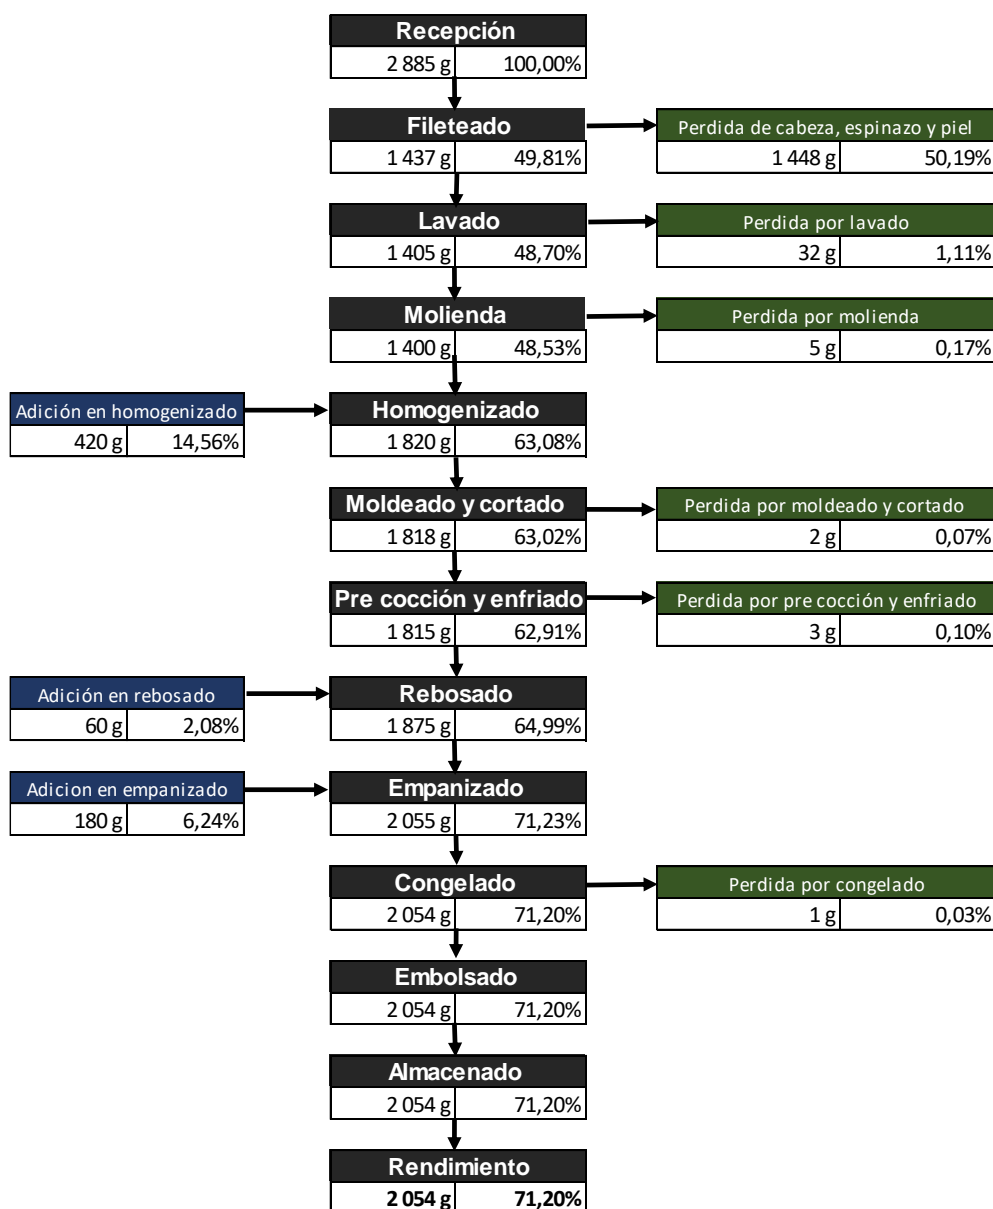 Recepción
2 885 g 100,00%
Fileteado Perdida de cabeza, espinazo y piel
1 437 g 49,81% 1 448 g 50,19%
Lavado Perdida por lavado
1 405 g 48,70% 32 g 1,11%
Molienda Perdida por molienda
1 400 g 48,53% 5 g 0,17%
Adición en homogenizado Homogenizado
420 g 14,56% 1 820 g 63,08%
Moldeado y cortado Perdida por moldeado y cortado
1 818 g 63,02% 2 g 0,07%
Pre cocción y enfriado Perdida por pre cocción y enfriado
1 815 g 62,91% 3 g 0,10%
Adición en rebosado Rebosado
60 g 2,08% 1 875 g 64,99%
Adicion en empanizado Empanizado
180 g 6,24% 2 055 g 71,23%
Congelado Perdida por congelado
2 054 g 71,20% 1 g 0,03%
Embolsado
2 054 g 71,20%
Almacenado
2 054 g 71,20%
Rendimiento
2 054 g 71,20%